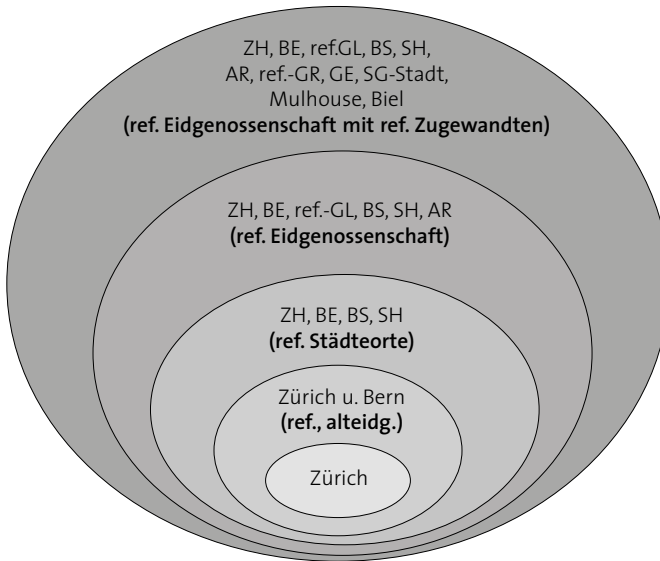 ZH, BE, ref.GL, BS, SH,
AR, ref.-GR, GE, SG-Stadt,
Mulhouse, Biel
(ref. Eidgenossenschaft mit ref. Zugewandten)
ZH, BE, ref.-GL, BS, SH, AR
(ref. Eidgenossenschaft)
ZH, BE, BS, SH
(ref. Städteorte)
Zürich u. Bern
(ref., alteidg.)
Zürich